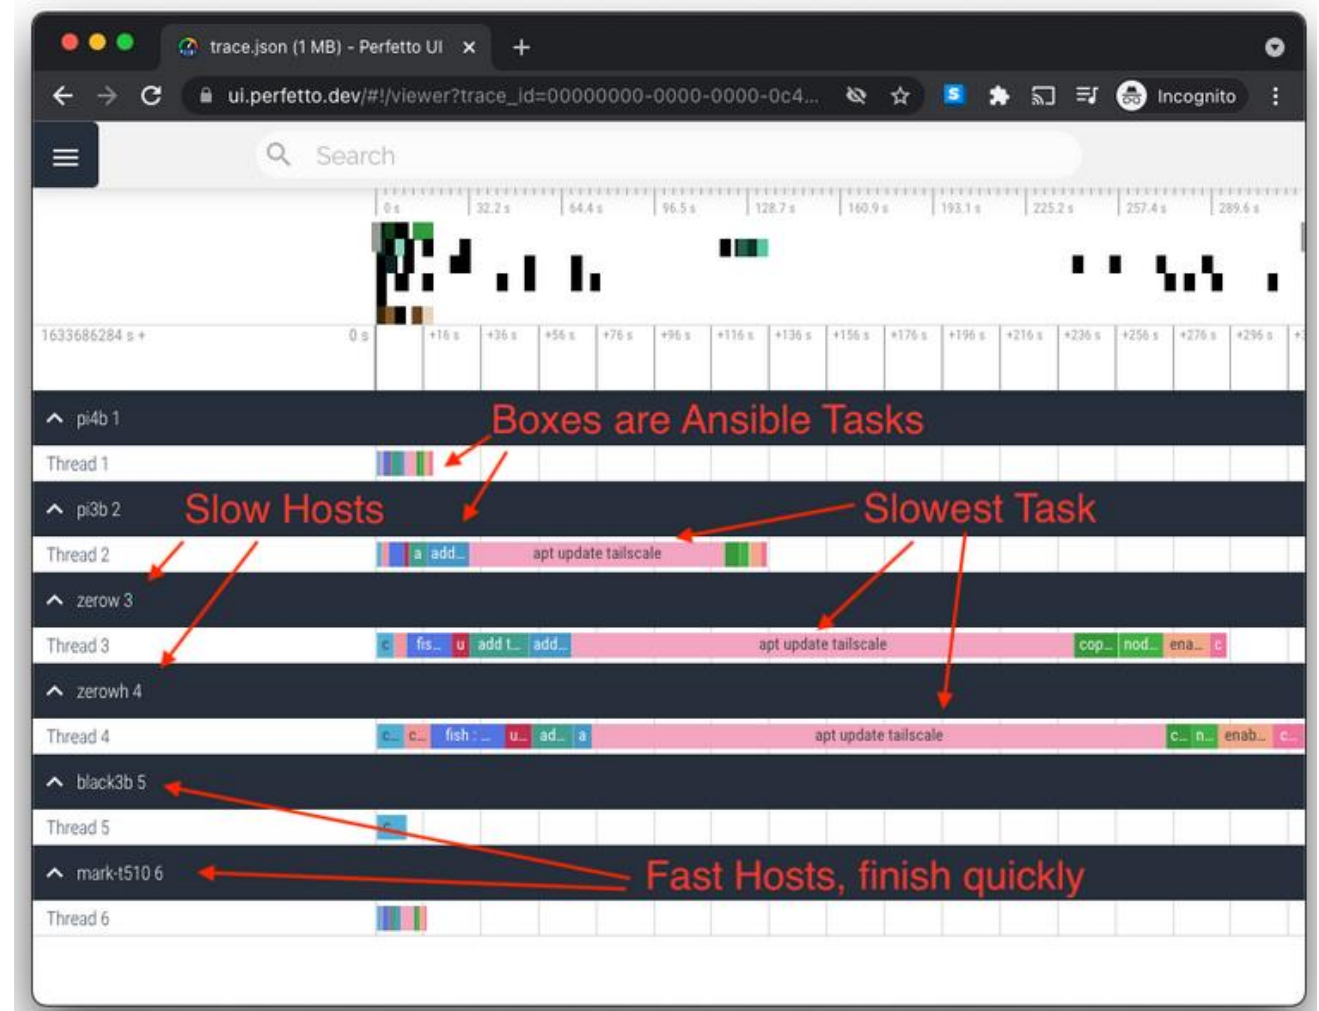 trace.json (1 MB) - Perfetto UI
ui.perfetto.dev/#!/viewer?trace_id=00000000-0000-0000-0c4...
Incognito
Search
0 s 32.2 s 64.4 s 96.5 s 128.7 s 160.9 s 193.1 s 225.2 s 257.4 s 289.6 s
1633686284 s + 0 s +16 s +36 s +56 s +76 s +96 s +116 s +136 s +156 s +176 s +196 s +216 s +236 s +256 s +276 s +296 s
pi4b 1
Boxes are Ansible Tasks
Thread 1
pi3b 2
Slow Hosts
Slowest Task
Thread 2
a add... apt update tailscale
zerow 3
Thread 3
c fis... u add t... add... apt update tailscale cop... nod... ena... c
zerowh 4
Thread 4
c... c... fish : ... u... ad... a apt update tailscale c... n... enab... c...
black3b 5
Thread 5
c...
mark-t510 6
Fast Hosts, finish quickly
Thread 6